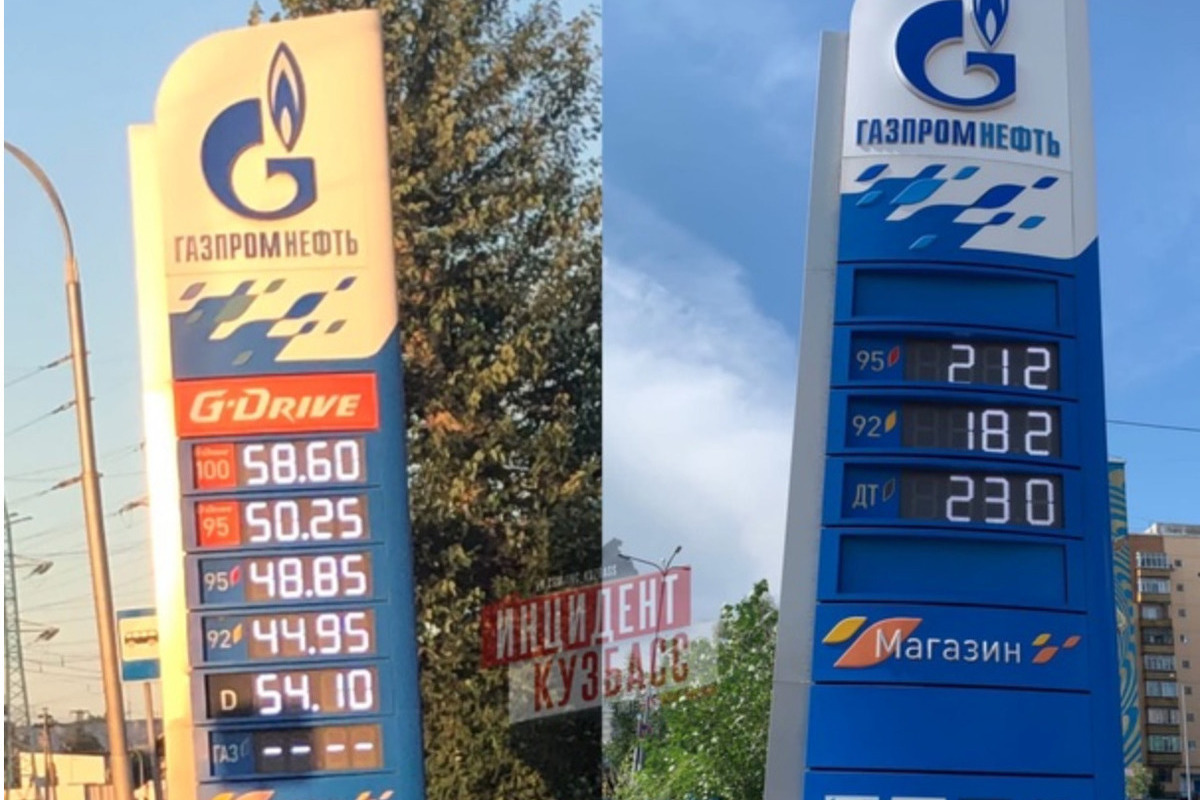 ГАЗПРОМНЕФТЬ
G-DRIVE
100 58.60
95 50.25
95 48.85
92 44.95
D 54.10
ГАЗ --.--
ИНЦИДЕНТ
КУЗБАСС
ГАЗПРОМНЕФТЬ
95 212
92 182
ДТ 230
Магазин